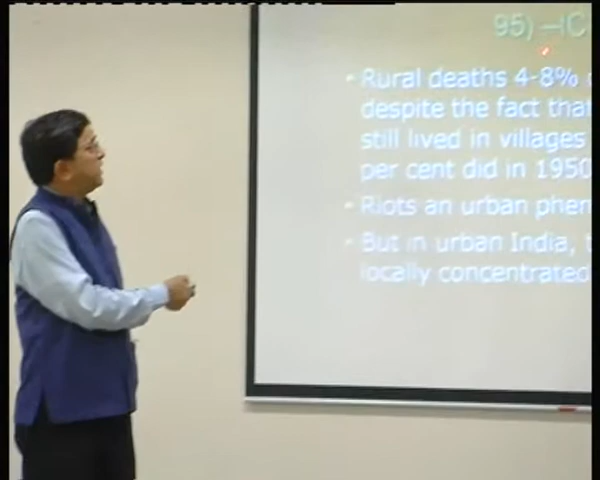 95) –IC
• Rural deaths 4-8%
despite the fact that
still lived in villages
per cent did in 1950
• Riots an urban phen
• But in urban India, t
locally concentrated